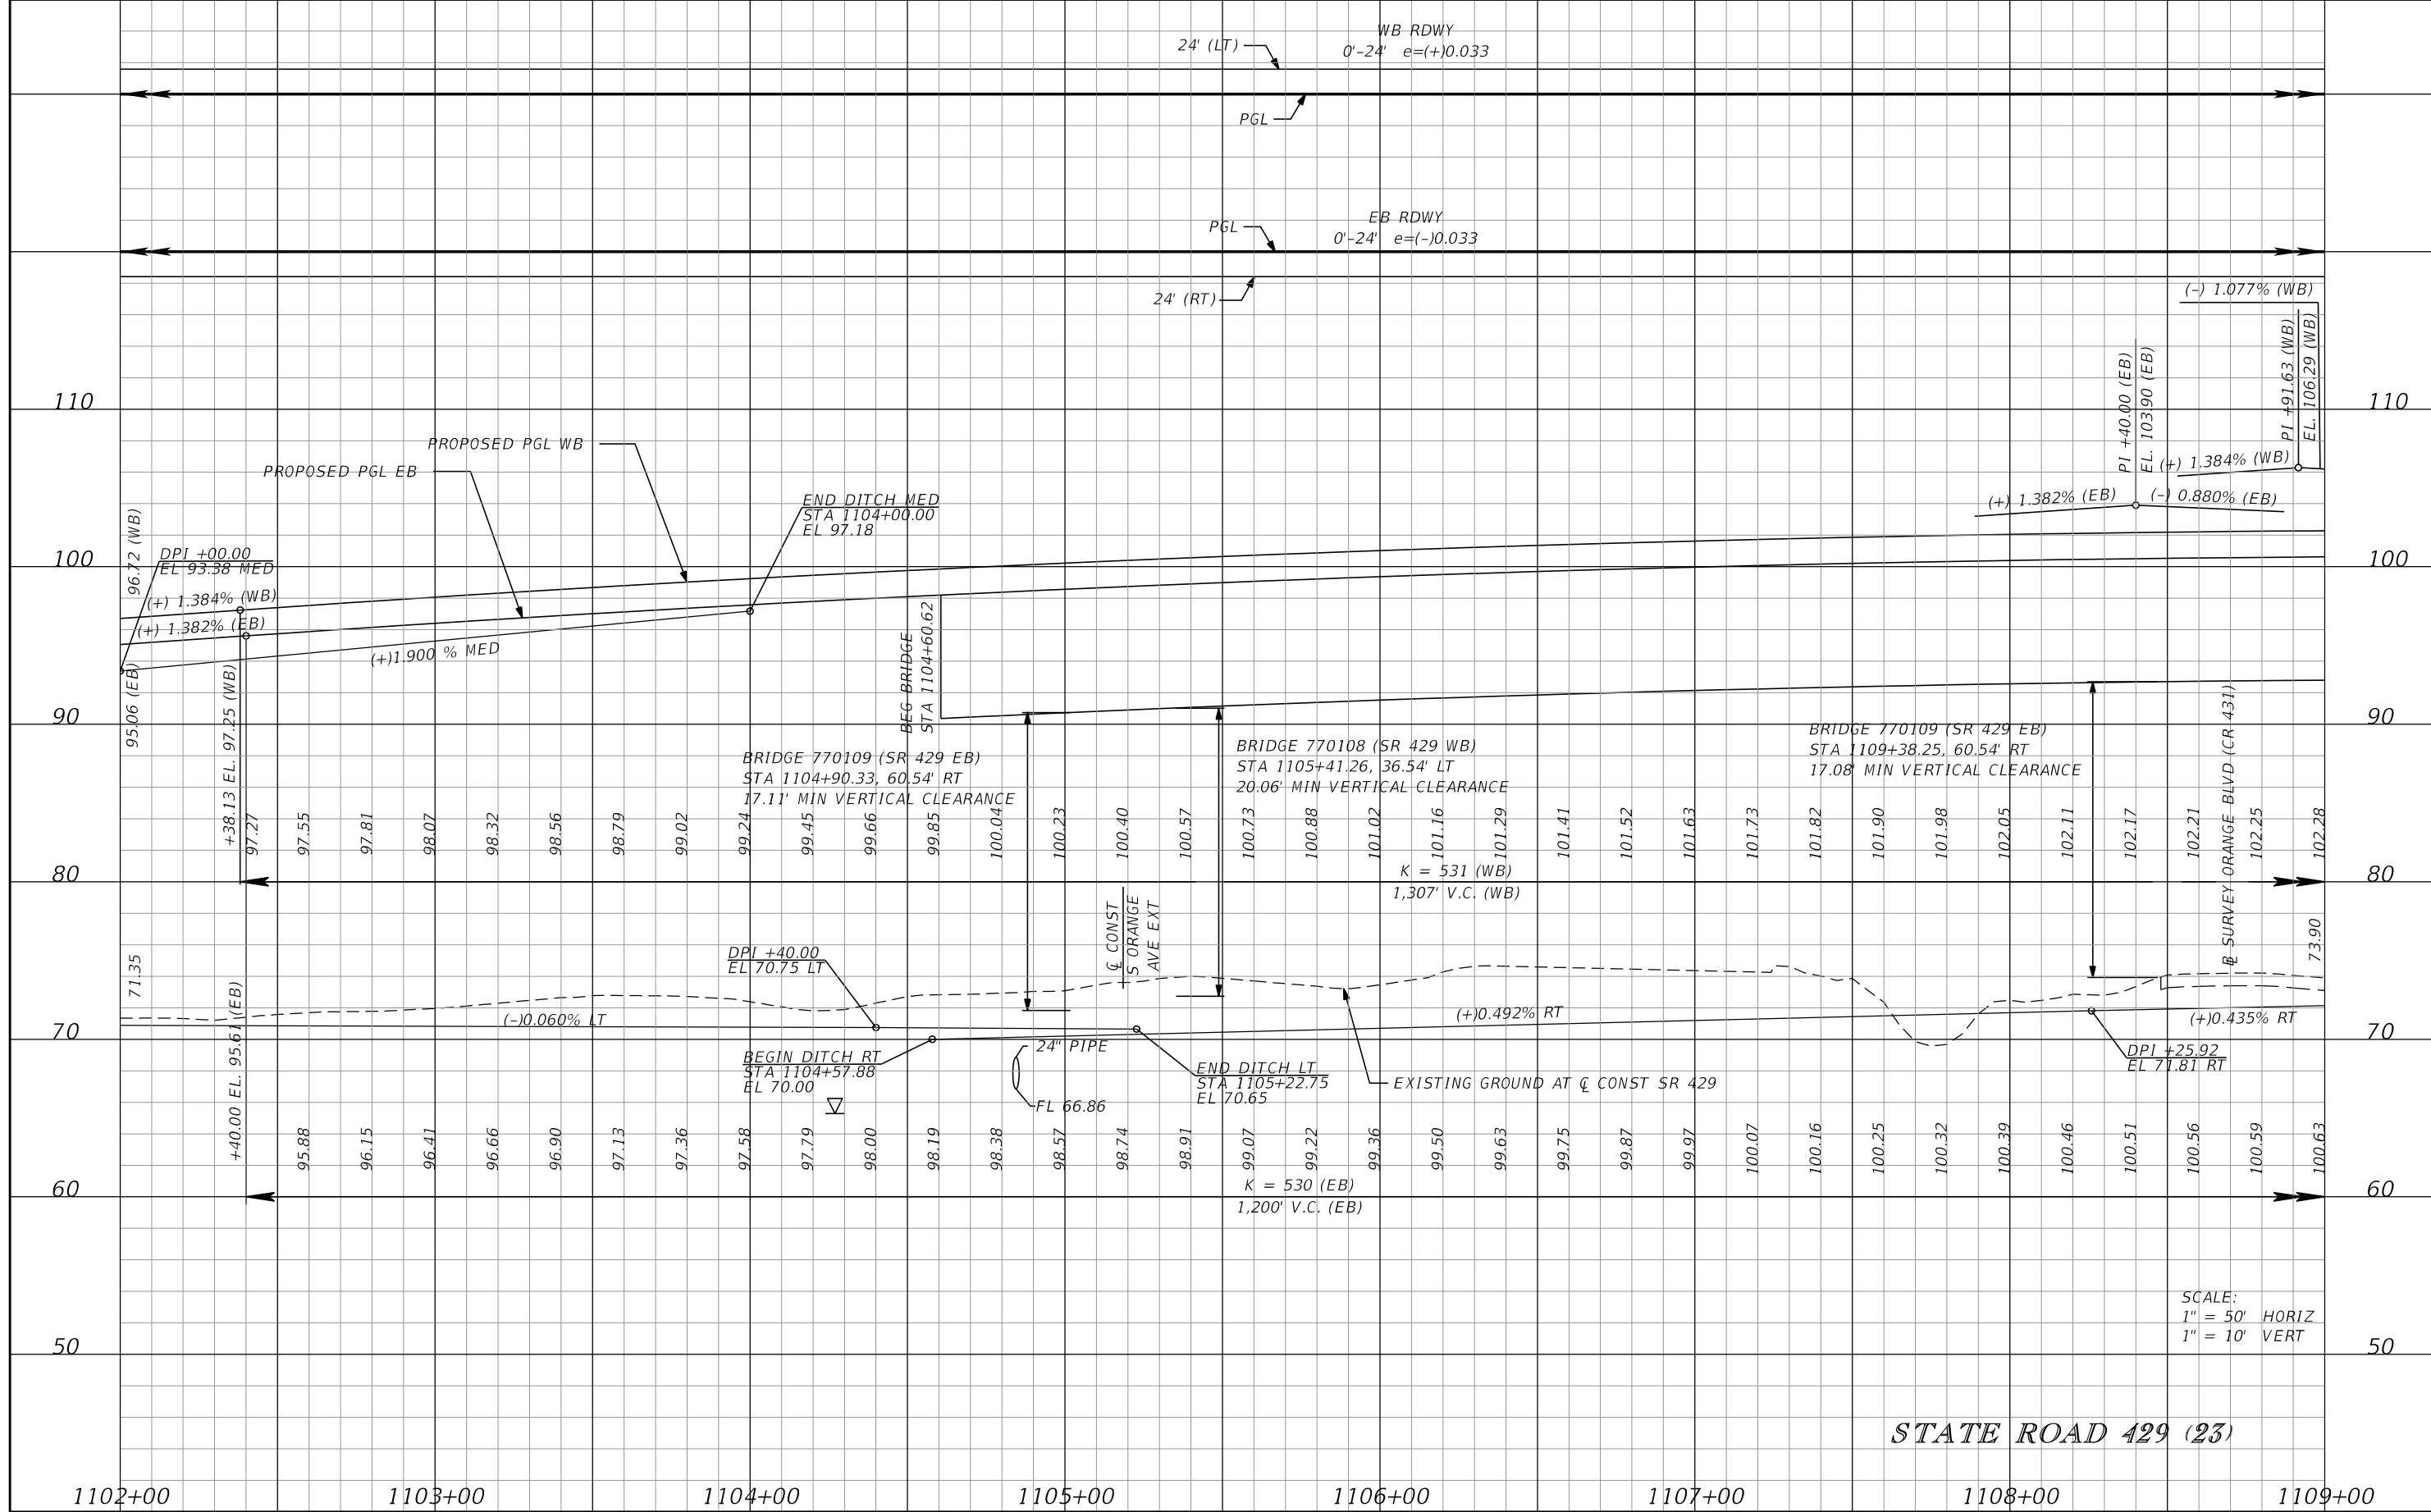 WB RDWY
24' (LT)
0'-24' e=(+)0.033
PGL
EB RDWY
PGL
0'-24' e=(-)0.033
24' (RT)
(-) 1.077% (WB)
PI +91.63 (WB)
EL. 106.29 (WB)
PI +40.00 (EB)
EL. 103.90 (EB)
110
110
PROPOSED PGL WB
PROPOSED PGL EB
(+) 1.384% (WB)
(+) 1.382% (EB)
(-) 0.880% (EB)
END DITCH MED
STA 1104+00.00
EL 97.18
96.72 (WB)
DPI +00.00
EL 93.38 MED
100
100
(+) 1.384% (WB)
(+) 1.382% (EB)
(+)1.900 % MED
95.06 (EB)
+38.13 EL. 97.25 (WB)
BEG BRIDGE
STA 1104+60.62
90
90
BRIDGE 770109 (SR 429 EB)
STA 1104+90.33, 60.54' RT
17.11' MIN VERTICAL CLEARANCE
BRIDGE 770108 (SR 429 WB)
STA 1105+41.26, 36.54' LT
20.06' MIN VERTICAL CLEARANCE
BRIDGE 770109 (SR 429 EB)
STA 1109+38.25, 60.54' RT
17.08' MIN VERTICAL CLEARANCE
℄ SURVEY ORANGE BLVD (CR 431)
97.27 97.55 97.81 98.07 98.32 98.56 98.79 99.02 99.24 99.45 99.66 99.85 100.04 100.23 100.40 100.57 100.73 100.88 101.02 101.16 101.29 101.41 101.52 101.63 101.73 101.82 101.90 101.98 102.05 102.11 102.17 102.21 102.25 102.28
80
80
K = 531 (WB)
1,307' V.C. (WB)
℄ CONST
S ORANGE
AVE EXT
71.35
73.90
DPI +40.00
EL 70.75 LT
+40.00 EL. 95.61 (EB)
(-)0.060% LT
(+)0.492% RT
(+)0.435% RT
70
70
BEGIN DITCH RT
STA 1104+57.88
EL 70.00
24" PIPE
FL 66.86
END DITCH LT
STA 1105+22.75
EL 70.65
EXISTING GROUND AT ℄ CONST SR 429
DPI +25.92
EL 71.81 RT
95.88 96.15 96.41 96.66 96.90 97.13 97.36 97.58 97.79 98.00 98.19 98.38 98.57 98.74 98.91 99.07 99.22 99.36 99.50 99.63 99.75 99.87 99.97 100.07 100.16 100.25 100.32 100.39 100.46 100.51 100.56 100.59 100.63
60
60
K = 530 (EB)
1,200' V.C. (EB)
SCALE:
1" = 50' HORIZ
1" = 10' VERT
50
50
STATE ROAD 429 (23)
1102+00 1103+00 1104+00 1105+00 1106+00 1107+00 1108+00 1109+00